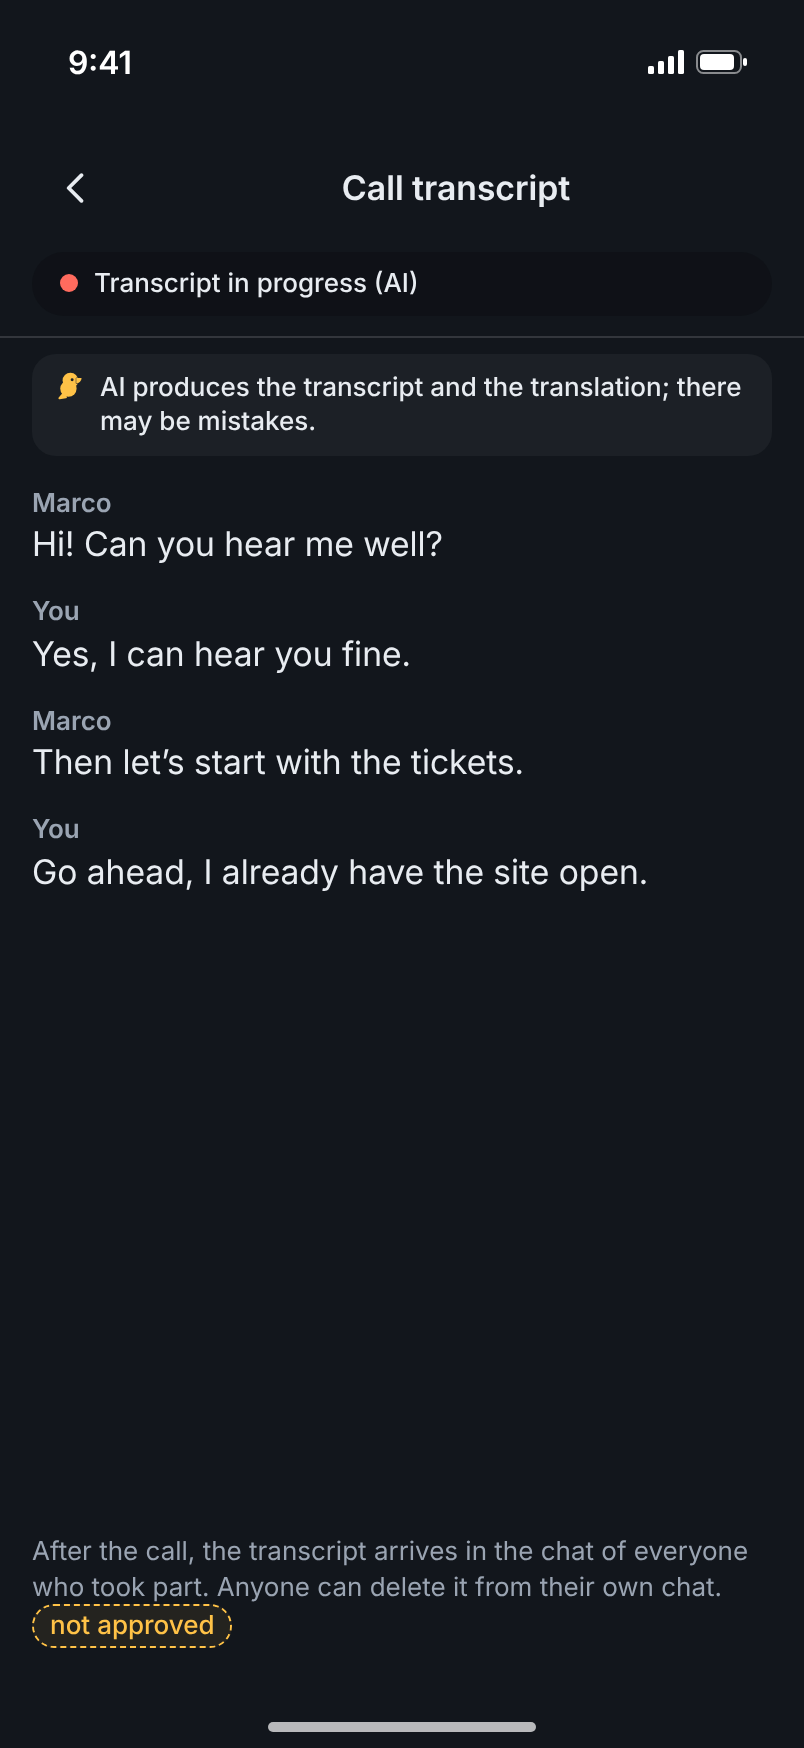 9:41
Call transcript
Transcript in progress (AI)
AI produces the transcript and the translation; there
may be mistakes.
Marco
Hi! Can you hear me well?
You
Yes, I can hear you fine.
Marco
Then let’s start with the tickets.
You
Go ahead, I already have the site open.
After the call, the transcript arrives in the chat of everyone
who took part. Anyone can delete it from their own chat.
not approved